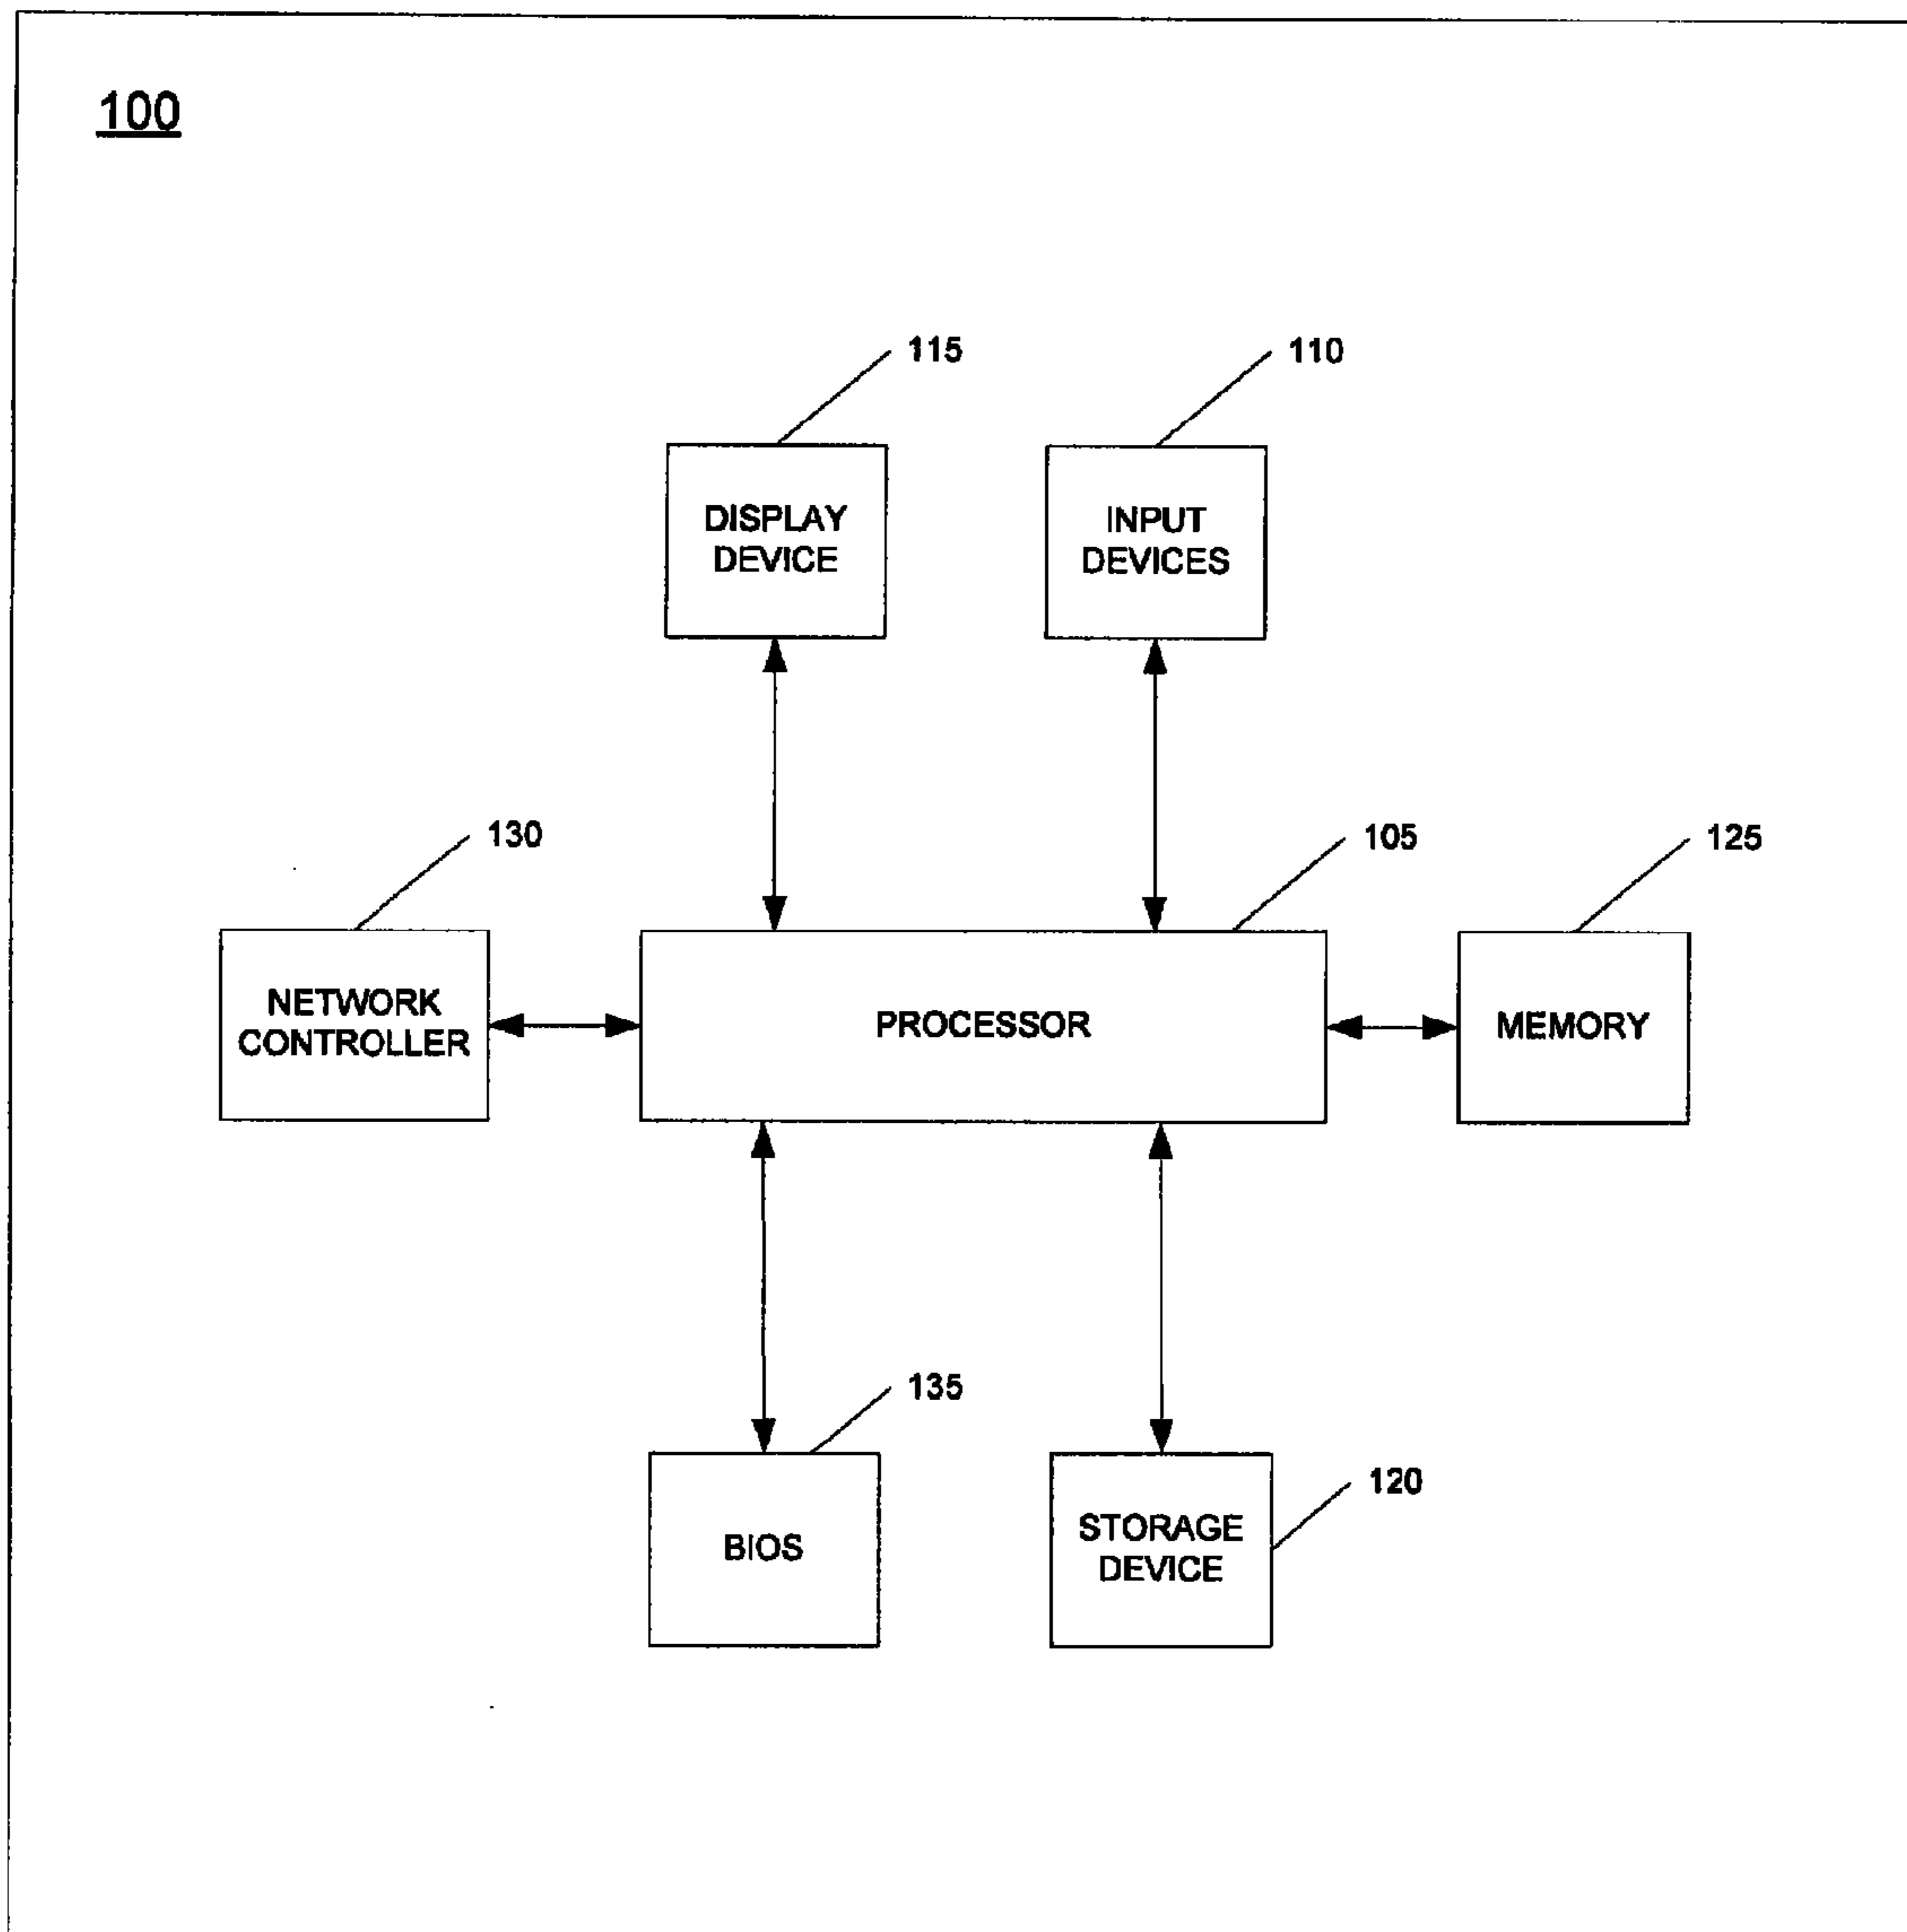 100
115
110
DISPLAY
DEVICE
INPUT
DEVICES
130
105
125
NETWORK
CONTROLLER
PROCESSOR
MEMORY
135
120
BIOS
STORAGE
DEVICE